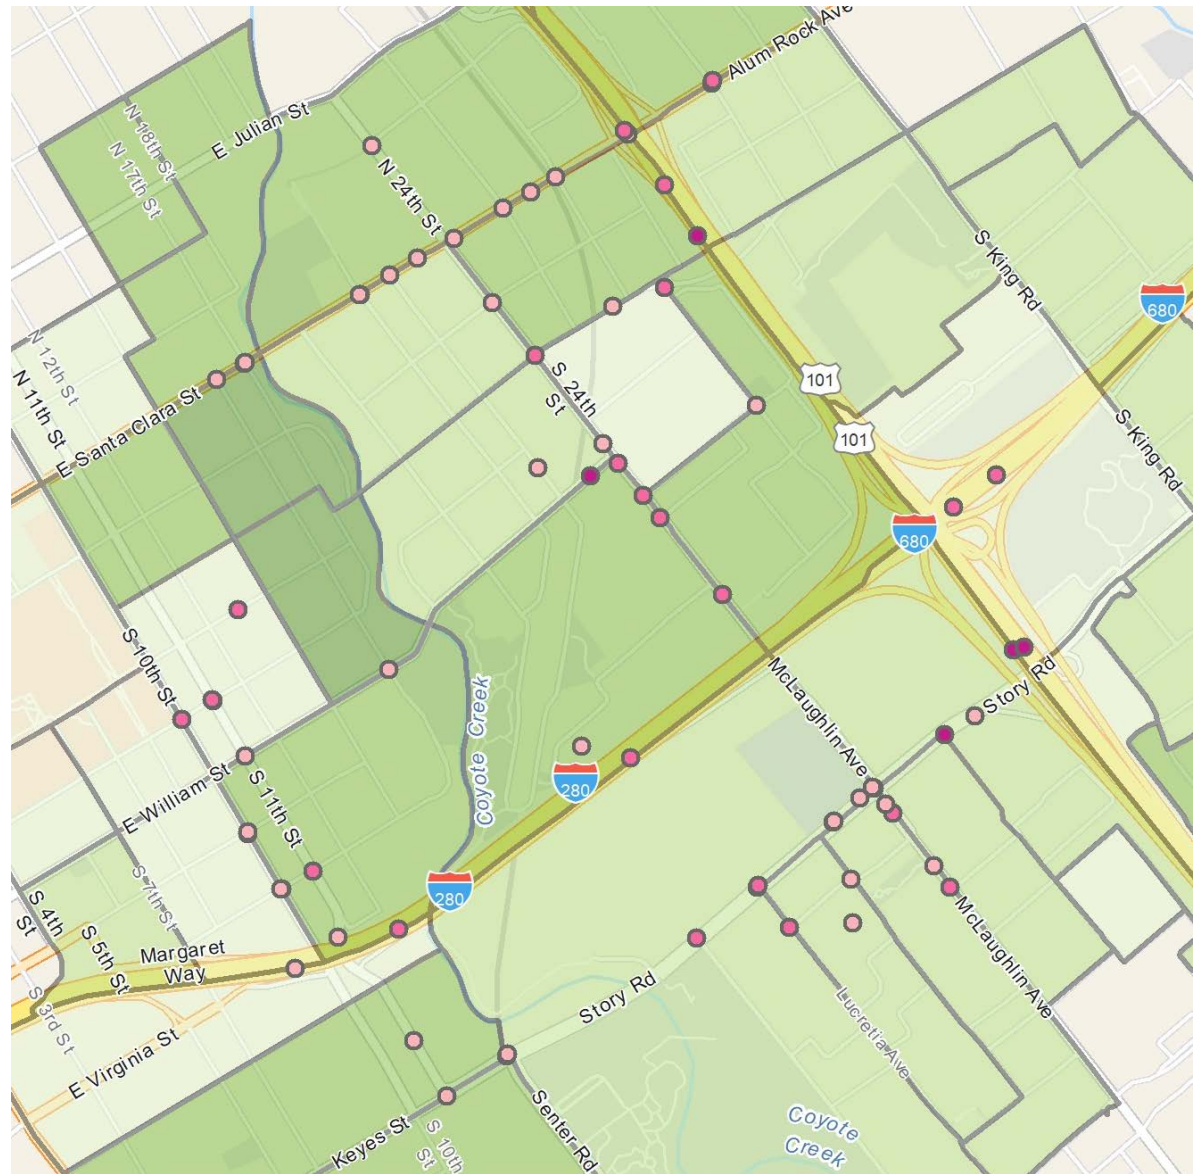 Alum Rock Ave
N 18th St
E Julian St
N 17th St
N 24th St
S King Rd
680
N 12th St
101
N 11th St
S 24th
St
E Santa Clara St
101
S King Rd
680
S 10th St
Story Rd
McLaughlin Ave
Coyote Creek
280
S 11th St
E William St
S 7th St
280
S 4th
St
S 5th St
Margaret
Way
McLaughlin Ave
S 3rd St
Story Rd
Lucretia Ave
E Virginia St
Senter Rd
Coyote
Creek
Keyes St
S 10th
St